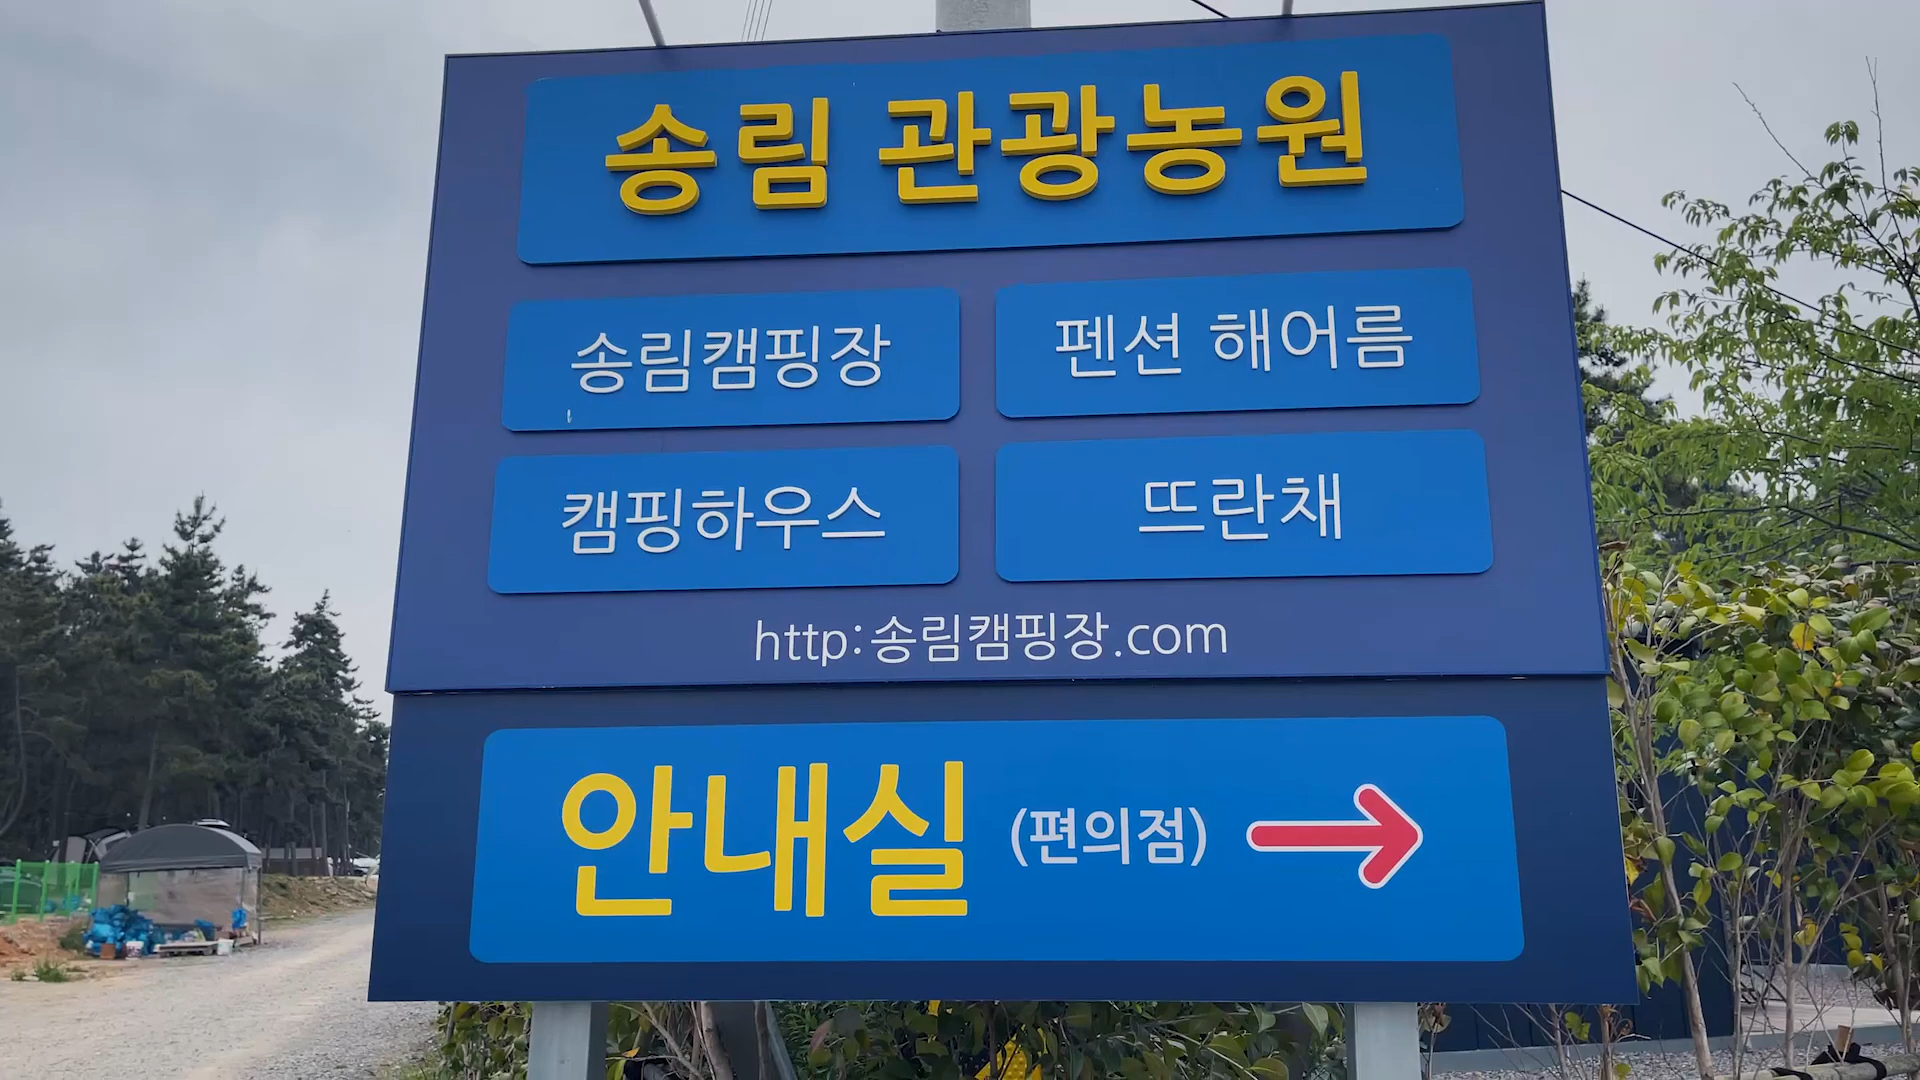 송림 관광농원
송림캠핑장
펜션 해어름
캠핑하우스
뜨란채
http:송림캠핑장.com
안내실 (편의점)